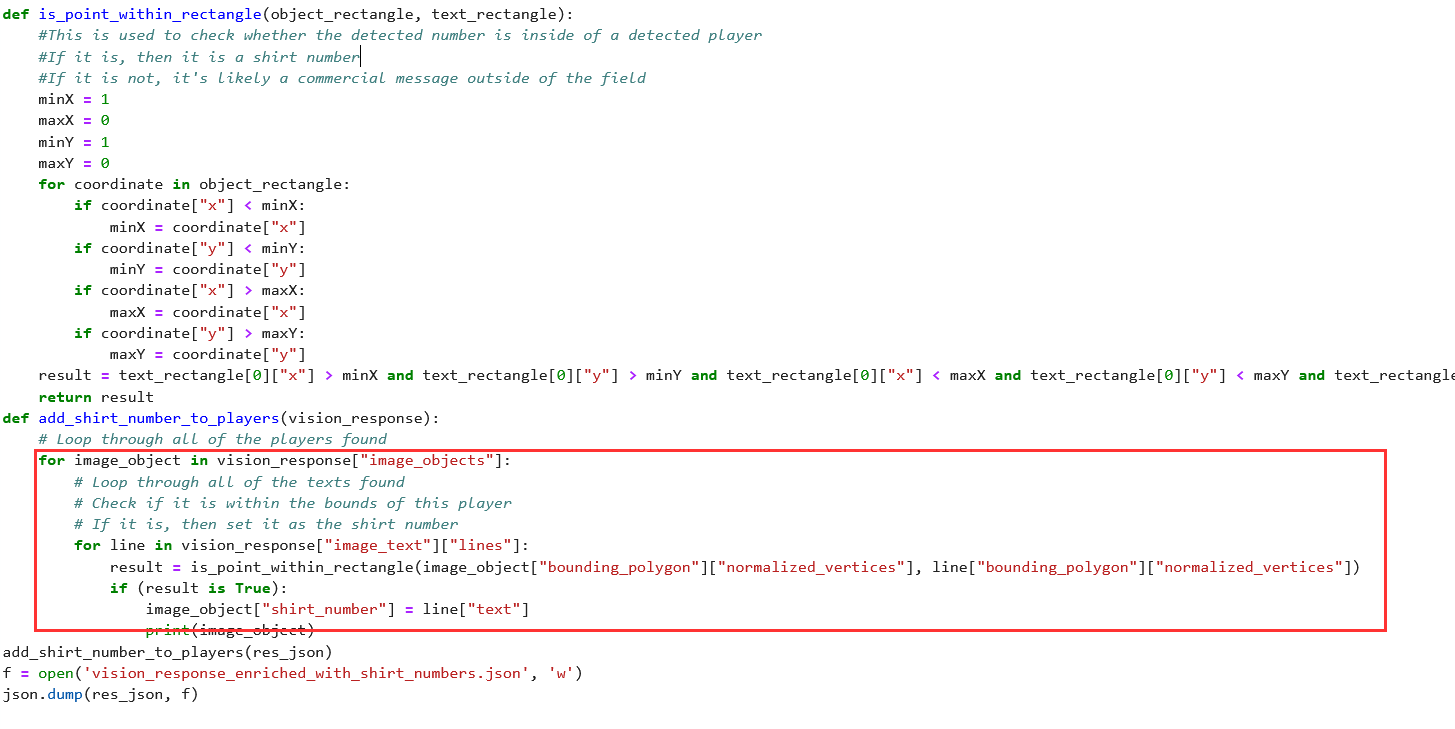 def is_point_within_rectangle(object_rectangle, text_rectangle):
    #This is used to check whether the detected number is inside of a detected player
    #If it is, then it is a shirt number
    #If it is not, it's likely a commercial message outside of the field
    minX = 1
    maxX = 0
    minY = 1
    maxY = 0
    for coordinate in object_rectangle:
        if coordinate["x"] < minX:
            minX = coordinate["x"]
        if coordinate["y"] < minY:
            minY = coordinate["y"]
        if coordinate["x"] > maxX:
            maxX = coordinate["x"]
        if coordinate["y"] > maxY:
            maxY = coordinate["y"]
    result = text_rectangle[0]["x"] > minX and text_rectangle[0]["y"] > minY and text_rectangle[0]["x"] < maxX and text_rectangle[0]["y"] < maxY and
    return result
def add_shirt_number_to_players(vision_response):
    # Loop through all of the players found
    for image_object in vision_response["image_objects"]:
        # Loop through all of the texts found
        # Check if it is within the bounds of this player
        # If it is, then set it as the shirt number
        for line in vision_response["image_text"]["lines"]:
            result = is_point_within_rectangle(image_object["bounding_polygon"]["normalized_vertices"], line["bounding_polygon"]["normalized_vertices"])
            if (result is True):
                image_object["shirt_number"] = line["text"]
                print(image_object)
add_shirt_number_to_players(res_json)
f = open('vision_response_enriched_with_shirt_numbers.json', 'w')
json.dump(res_json, f)